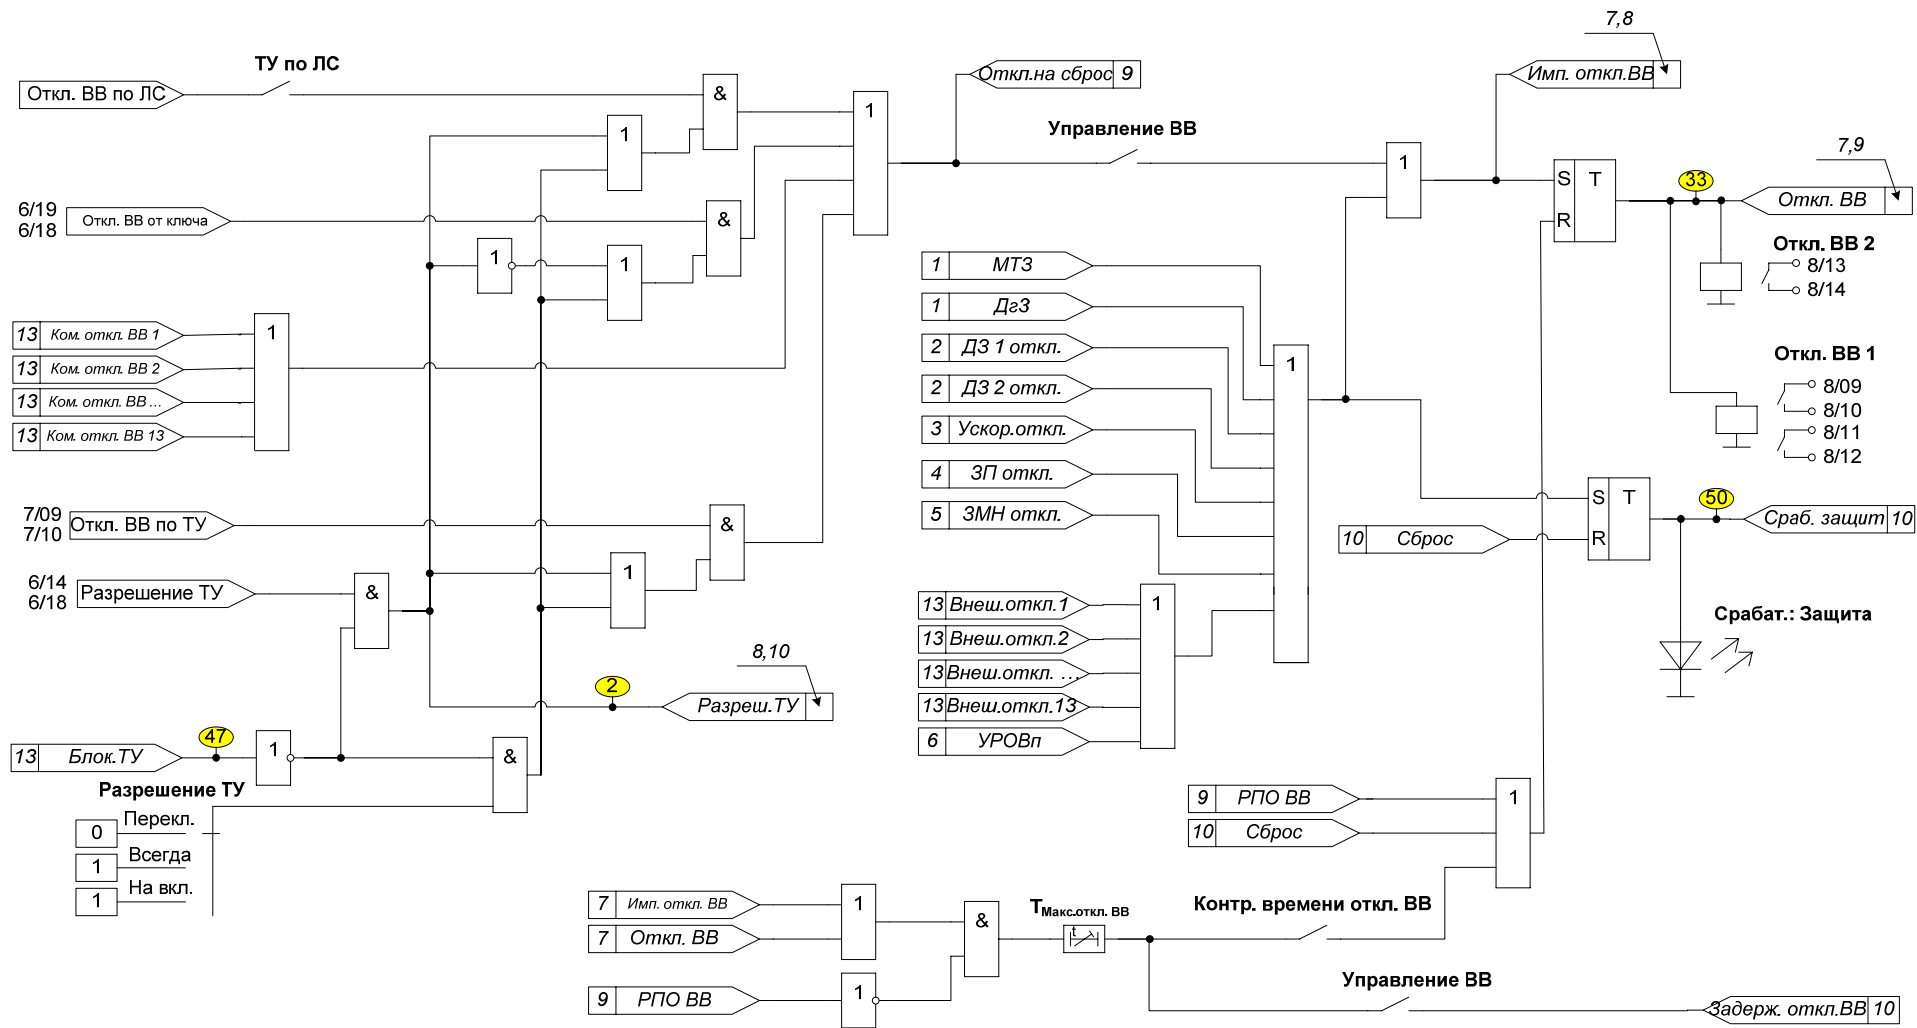 7,8
ТУ по ЛС
Откл. ВВ по ЛС
&
1
1
Откл.на сброс 9
Имп. откл.ВВ
Управление ВВ
1
7,9
6/19
6/18
Откл. ВВ от ключа
&
1
1
S T
R
33
Откл. ВВ
Откл. ВВ 2
8/13
8/14
1 МТЗ
1 ДгЗ
2 ДЗ 1 откл.
2 ДЗ 2 откл.
3 Ускор.откл.
4 ЗП откл.
5 ЗМН откл.
1
13 Ком. откл. ВВ 1
13 Ком. откл. ВВ 2
13 Ком. откл. ВВ ...
13 Ком. откл. ВВ 13
1
Откл. ВВ 1
8/09
8/10
8/11
8/12
7/09
7/10
Откл. ВВ по ТУ
&
1
10 Сброс
S T
R
50
Сраб. защит 10
6/14
6/18
Разрешение ТУ
&
13 Внеш.откл.1
13 Внеш.откл.2
13 Внеш.откл. ...
13 Внеш.откл.13
6 УРОВп
1
Срабат.: Защита
8,10
2
Разреш.ТУ
13 Блок.ТУ
47
1
&
Разрешение ТУ
0 Перекл.
1 Всегда
1 На вкл.
9 РПО ВВ
10 Сброс
1
7 Имп. откл. ВВ
7 Откл. ВВ
1
&
TМакс.откл. ВВ
t
Контр. времени откл. ВВ
9 РПО ВВ
1
Управление ВВ
Задерж. откл.ВВ 10